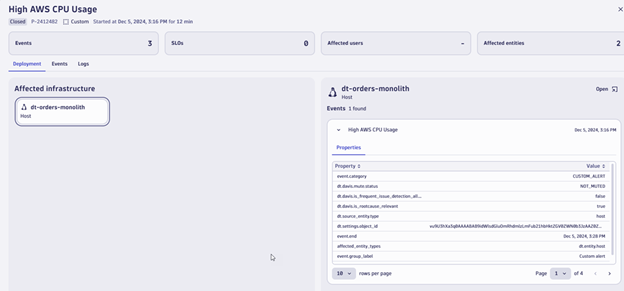 High AWS CPU Usage
Closed P-2412402 Custom Started at Dec 5, 2024, 3:16 PM for 12 min
Events 3
SLOs 0
Affected users -
Affected entities 2
Deployment Events Logs
Affected infrastructure
dt-orders-monolith
Host
dt-orders-monolith
Host
Open
Events 1 found
High AWS CPU Usage Dec 5, 2024, 3:16 PM
Properties
Property Value
event.category CUSTOM_ALERT
dt.davis.mute.status NOT_MUTED
dt.davis.is_frequent_issue_detection_all... false
dt.davis.is_rootcause_relevant true
dt.source_entity.type host
dt.settings.object_id
event.end Dec 5, 2024, 3:28 PM
affected_entity_types dt.entity.host
event.group_label Custom alert
10 rows per page
Page 1 of 4